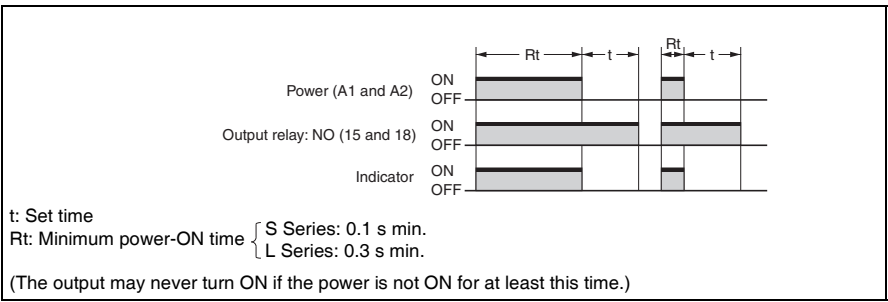 Rt t Rt t
Power (A1 and A2) ON
OFF
Output relay: NO (15 and 18) ON
OFF
Indicator ON
OFF
t: Set time
Rt: Minimum power-ON time { S Series: 0.1 s min.
L Series: 0.3 s min.
(The output may never turn ON if the power is not ON for at least this time.)